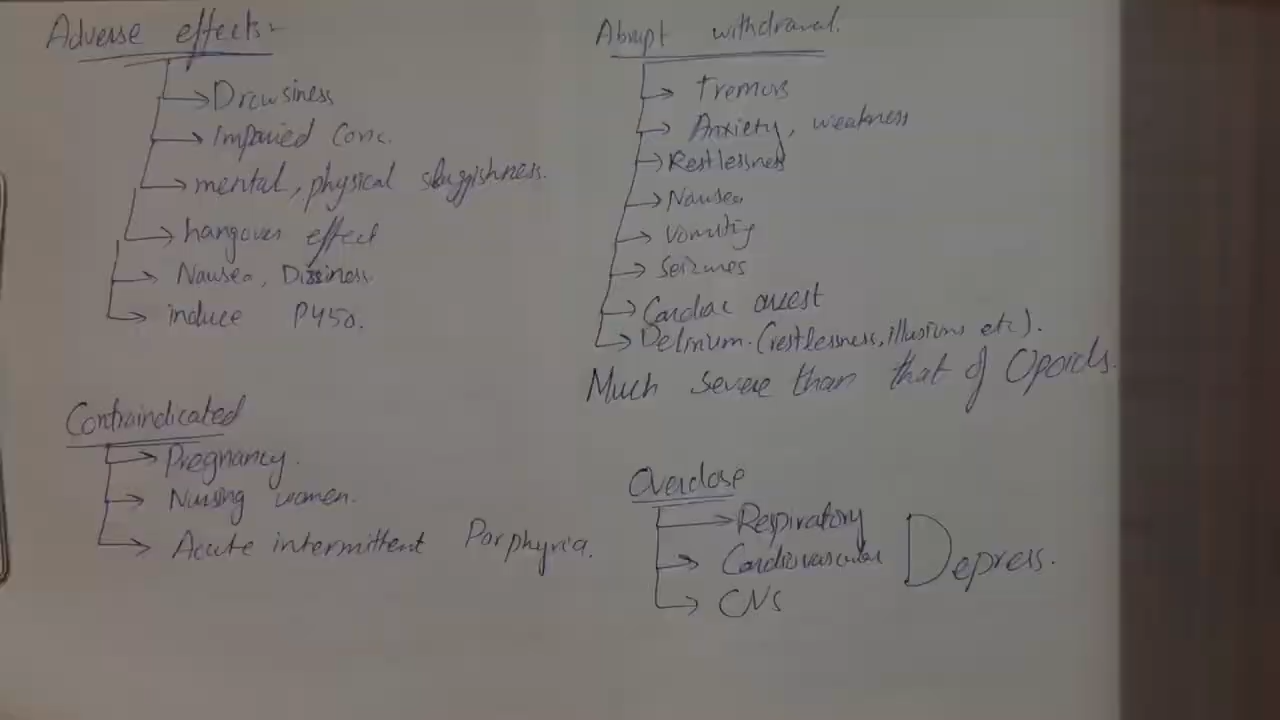 Adverse effects:-
Drowsiness
Imparied Conc.
mental, physical sluggishness.
hangover effect
Nausea, Dizziness.
induce P450.
Contraindicated
Pregnancy.
Nursing women.
Acute intermittent Porphyria.
Abrupt withdrawal.
Tremors
Anxiety, weakness
Restlessness
Nausea
Vomiting
Seizures
Cardiac arrest
Delirium. (restlessness, illusions etc).
Much severe than that of Opoids.
Overdose
Respiratory
Cardiovascular
CNS
Depress.